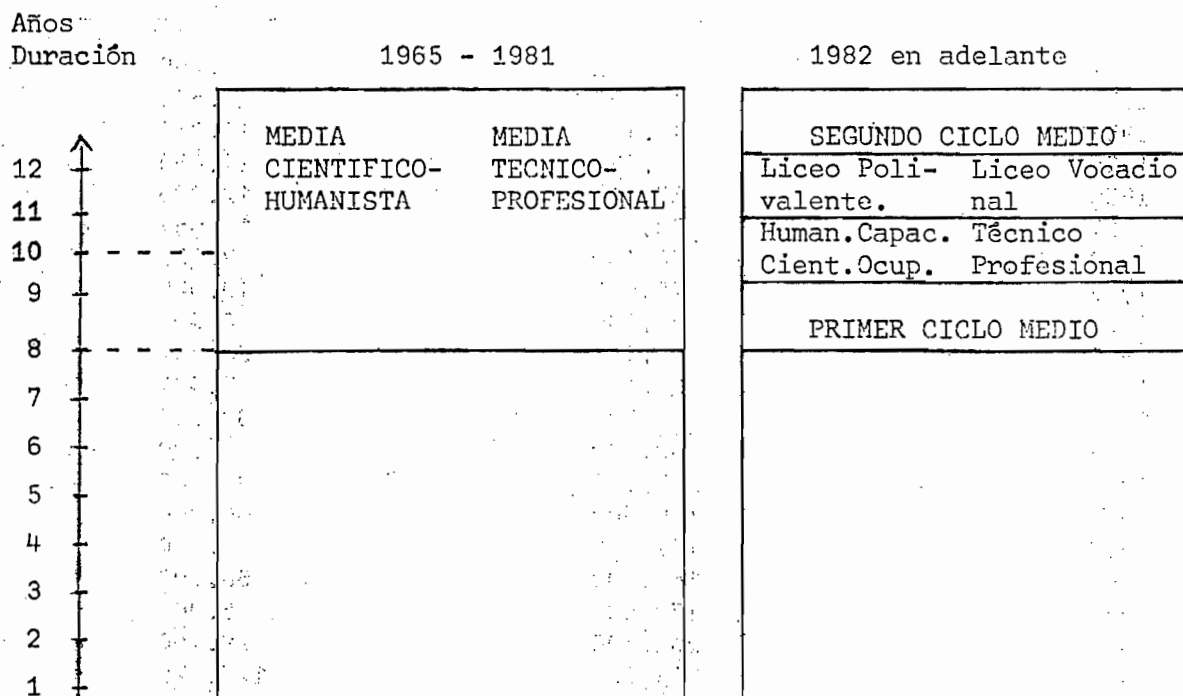 Años
Duración
1965 - 1981
1982 en adelante
MEDIA
CIENTIFICO-
HUMANISTA
MEDIA
TECNICO-
PROFESIONAL
SEGUNDO CICLO MEDIO
Liceo Poli-
valente.
Liceo Vocacio
nal
Human.Capac.
Cient.Ocup.
Técnico
Profesional
PRIMER CICLO MEDIO
12
11
10
9
8
7
6
5
4
3
2
1